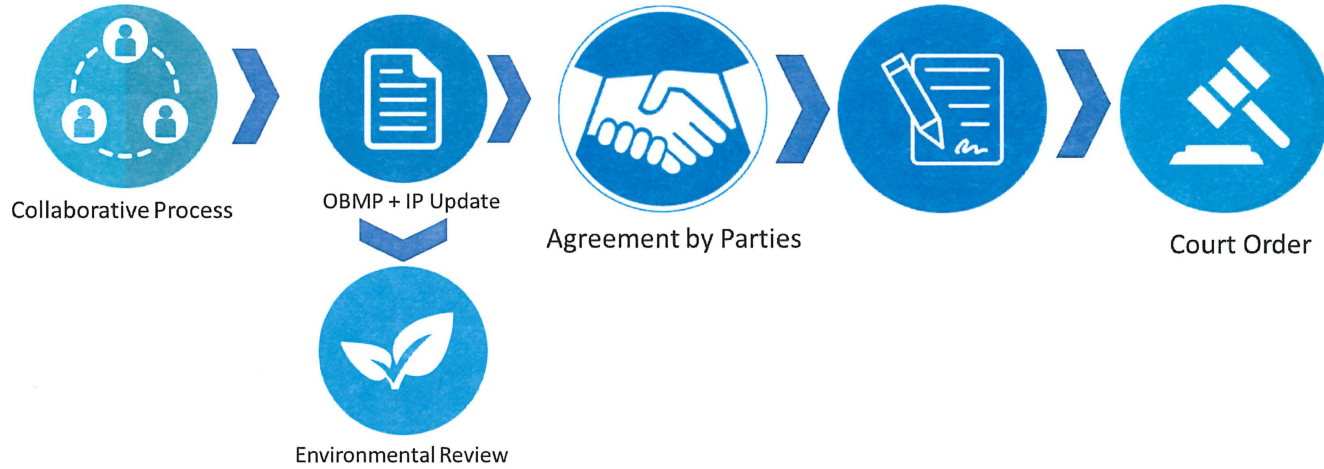 Collaborative Process
OBMP + IP Update
Agreement by Parties
Court Order
Environmental Review